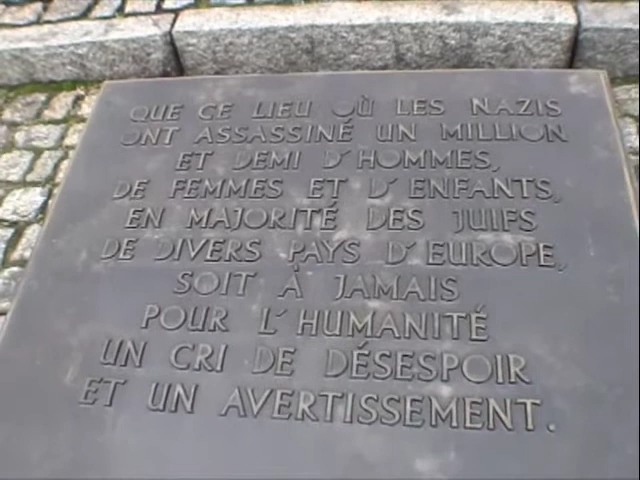 QUE CE LIEU OÙ LES NAZIS
ONT ASSASSINÉ UN MILLION
ET DEMI D'HOMMES,
DE FEMMES ET D'ENFANTS,
EN MAJORITÉ DES JUIFS
DE DIVERS PAYS D'EUROPE,
SOIT À JAMAIS
POUR L'HUMANITÉ
UN CRI DE DÉSESPOIR
ET UN AVERTISSEMENT.